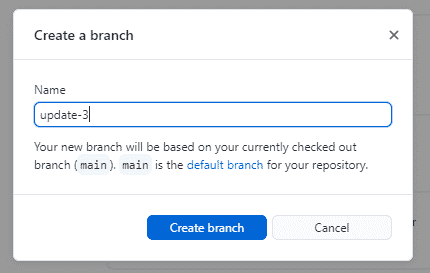 Create a branch
Name
update-3
Your new branch will be based on your currently checked out
branch (main). main is the default branch for your repository.
Create branch
Cancel
r